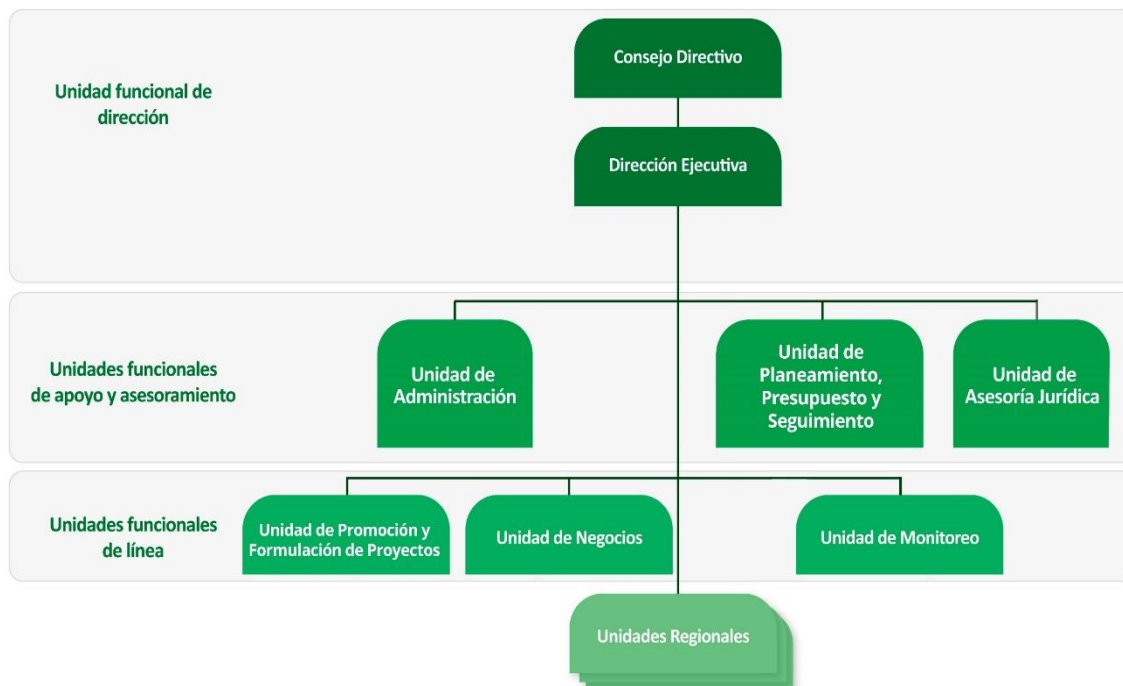 Unidad funcional de
dirección
Consejo Directivo
Dirección Ejecutiva
Unidades funcionales
de apoyo y asesoramiento
Unidad de
Administración
Unidad de
Planeamiento,
Presupuesto y
Seguimiento
Unidad de
Asesoría Jurídica
Unidades funcionales
de línea
Unidad de Promoción y
Formulación de Proyectos
Unidad de Negocios
Unidad de Monitoreo
Unidades Regionales